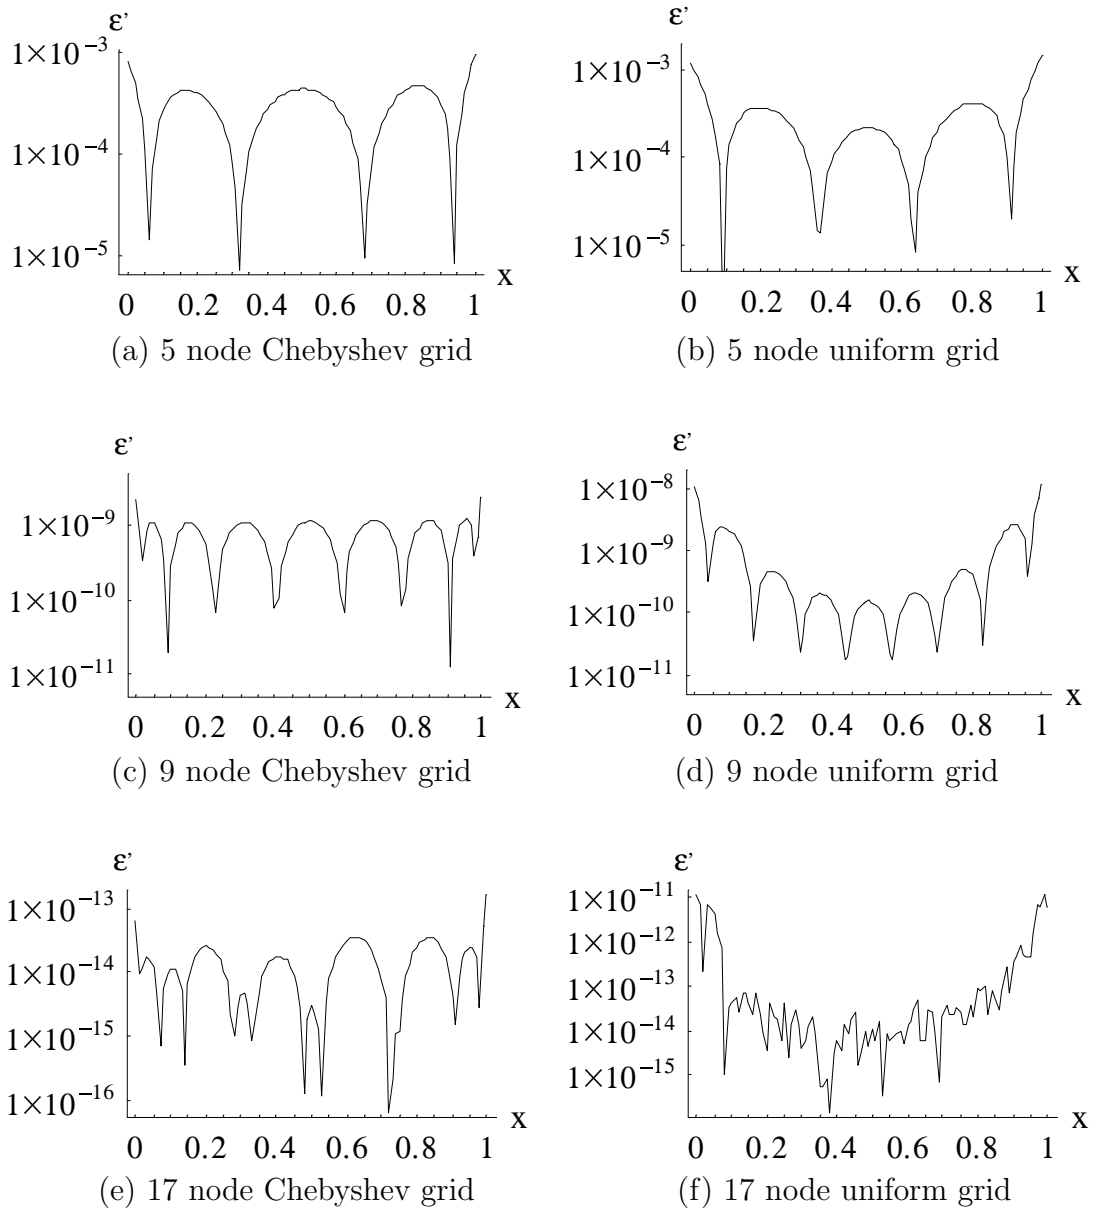 ε’
1×10⁻³
1×10⁻⁴
1×10⁻⁵
x
0 0.2 0.4 0.6 0.8 1
(a) 5 node Chebyshev grid
ε’
1×10⁻³
1×10⁻⁴
1×10⁻⁵
x
0 0.2 0.4 0.6 0.8 1
(b) 5 node uniform grid
ε’
1×10⁻⁹
1×10⁻¹⁰
1×10⁻¹¹
x
0 0.2 0.4 0.6 0.8 1
(c) 9 node Chebyshev grid
ε’
1×10⁻⁸
1×10⁻⁹
1×10⁻¹⁰
1×10⁻¹¹
x
0 0.2 0.4 0.6 0.8 1
(d) 9 node uniform grid
ε’
1×10⁻¹³
1×10⁻¹⁴
1×10⁻¹⁵
1×10⁻¹⁶
x
0 0.2 0.4 0.6 0.8 1
(e) 17 node Chebyshev grid
ε’
1×10⁻¹¹
1×10⁻¹²
1×10⁻¹³
1×10⁻¹⁴
1×10⁻¹⁵
x
0 0.2 0.4 0.6 0.8 1
(f) 17 node uniform grid